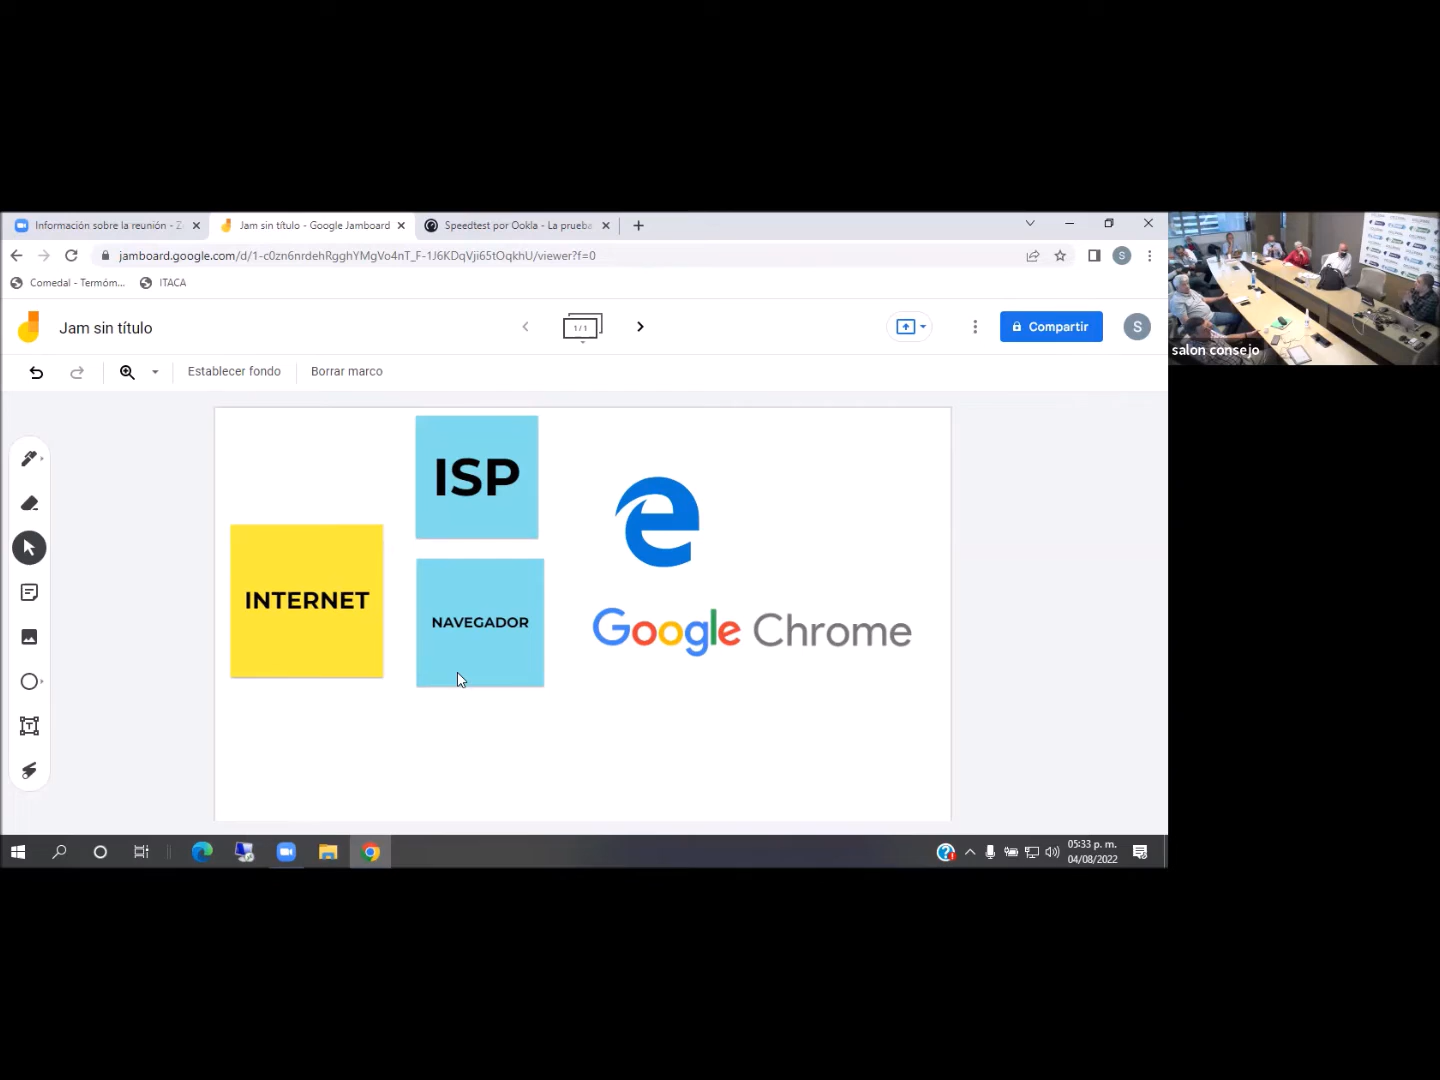 Información sobre la reunión - Z
Jam sin título - Google Jamboard
Speedtest por Ookla - La prueba
jamboard.google.com/d/1-c0zn6nrdehRgghYMgVo4nT_F-1J6KDqVji65tOqkhU/viewer?f=0
S
Comedal - Termóm...
ITACA
Jam sin título
1/1
Compartir
S
Establecer fondo
Borrar marco
ISP
INTERNET
NAVEGADOR
Google Chrome
salon consejo
05:33 p. m.
04/08/2022